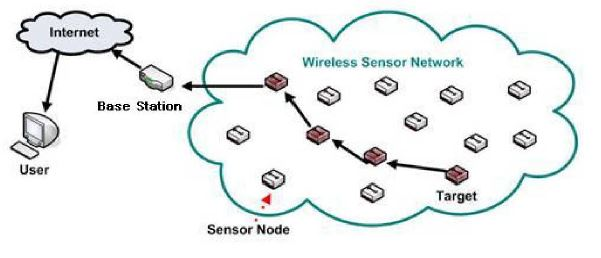 Internet
Wireless Sensor Network
Base Station
User
Target
Sensor Node